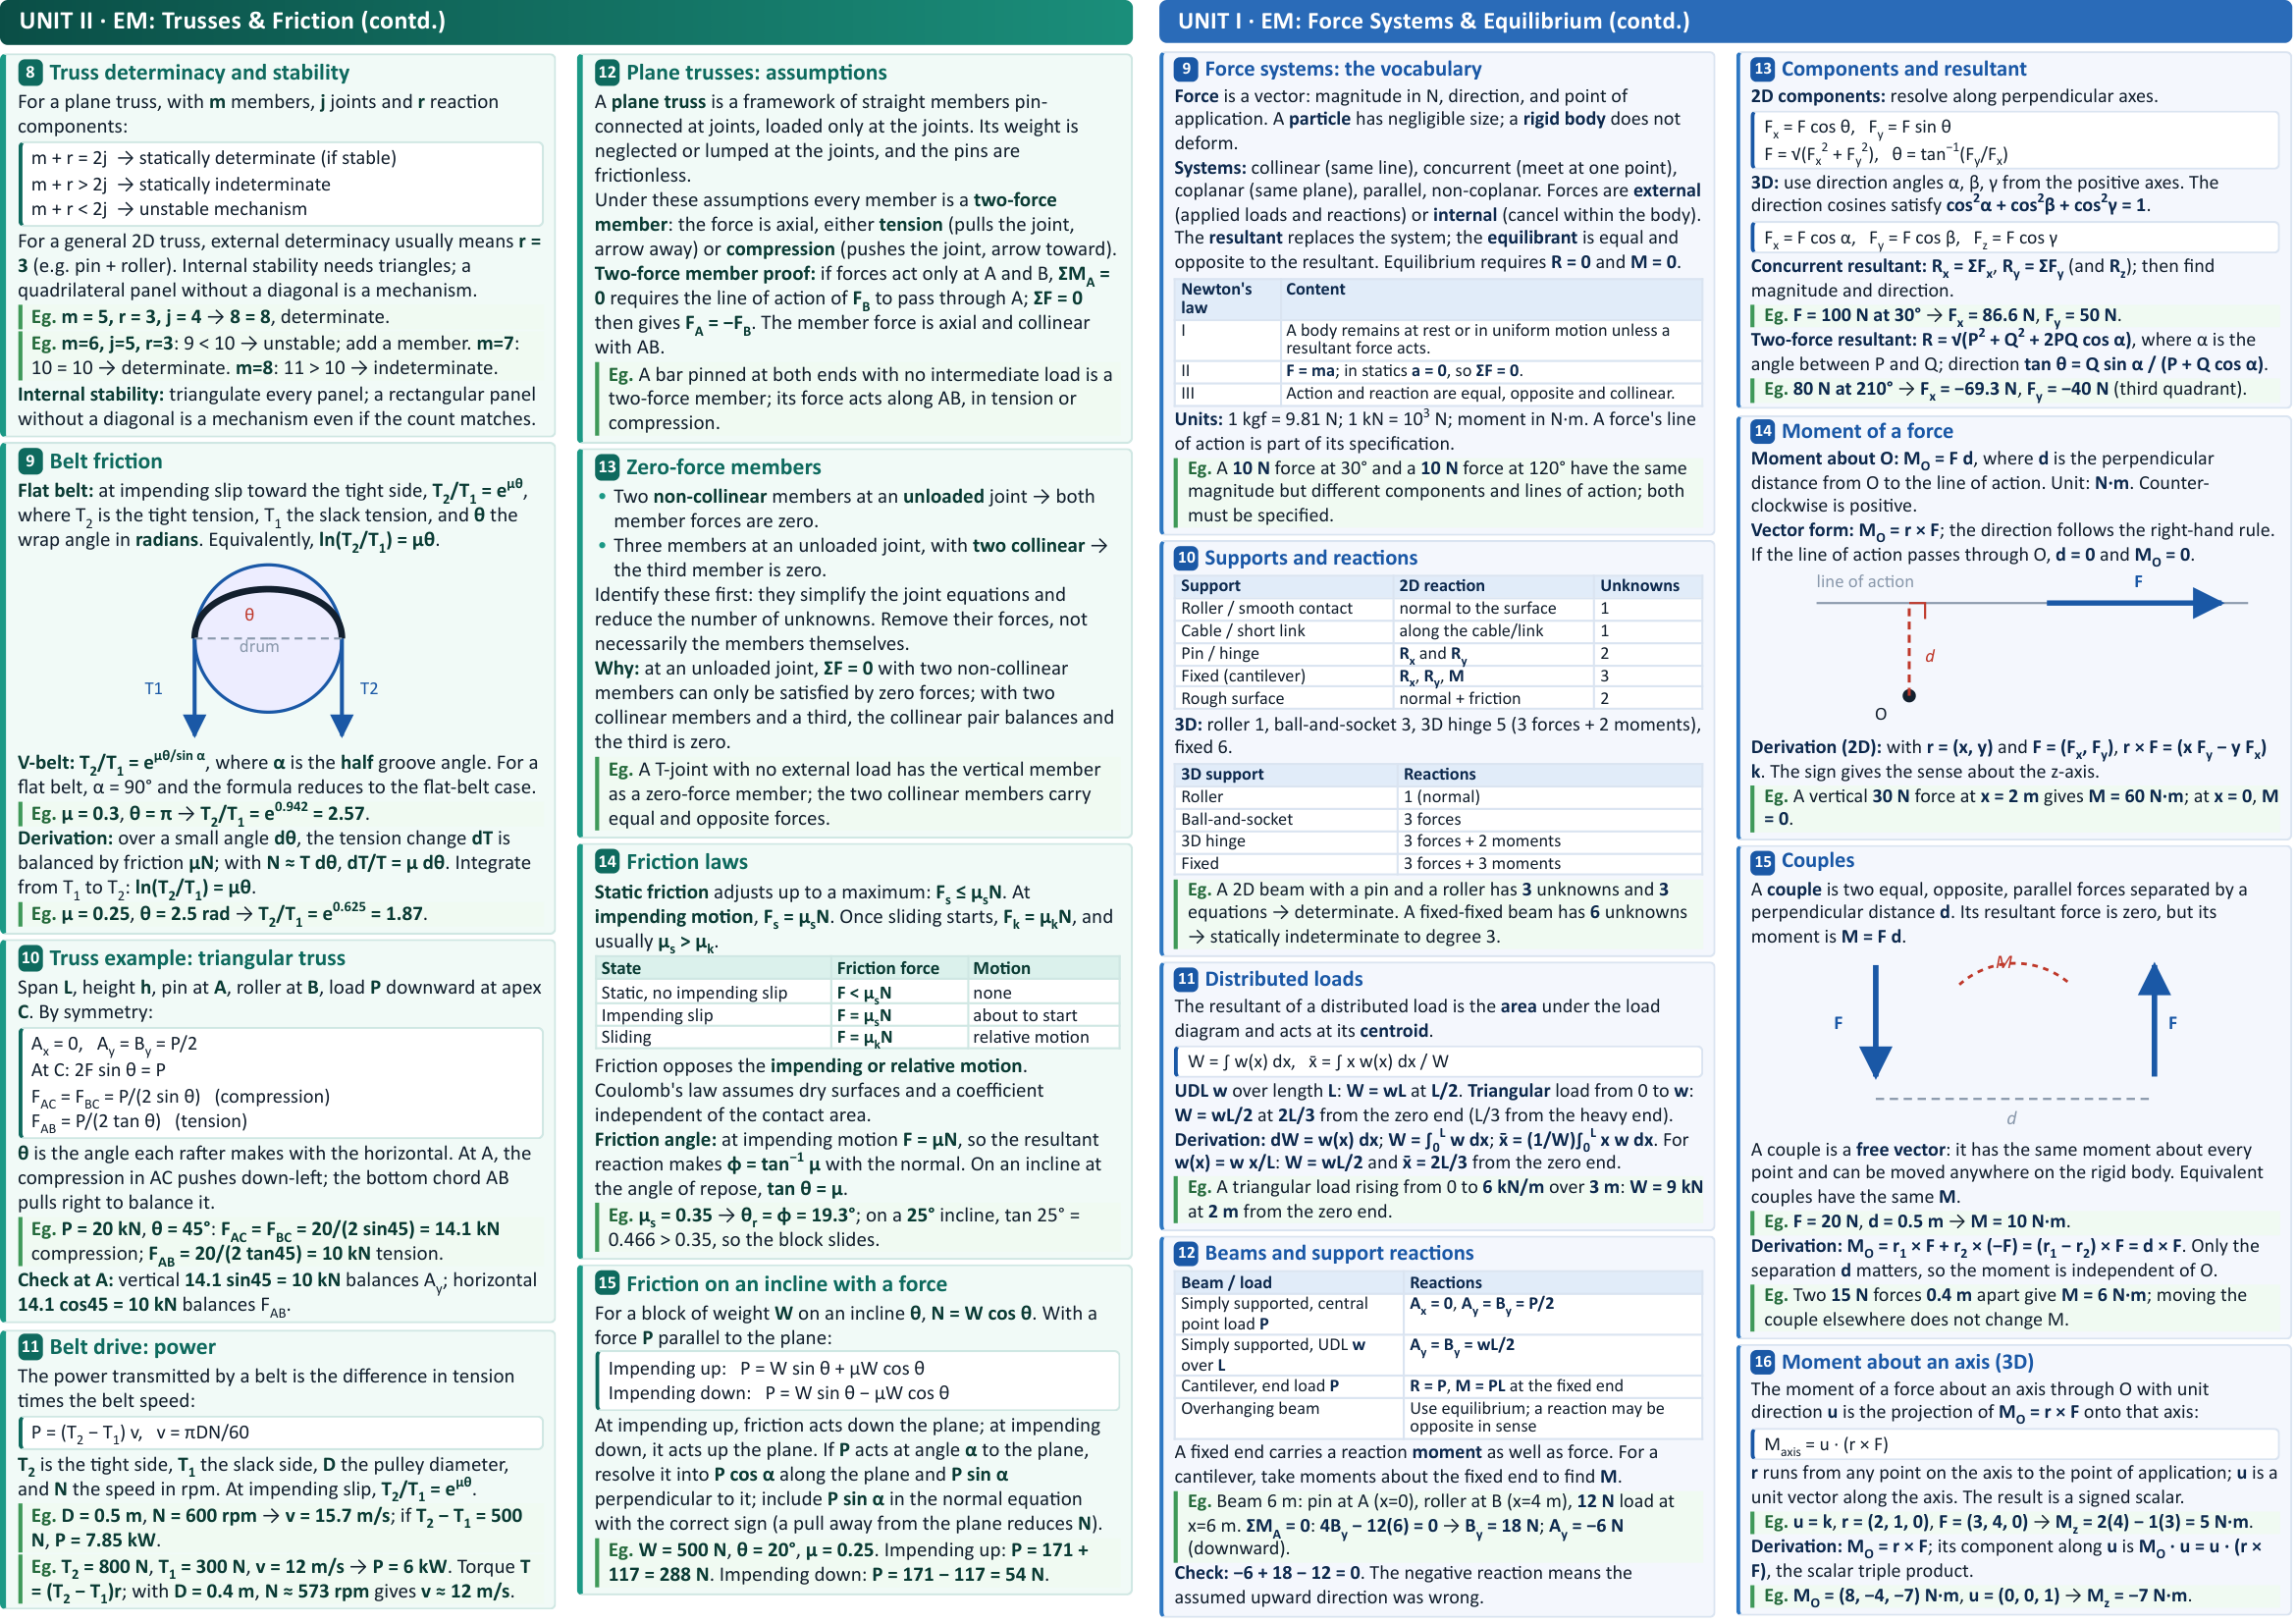 UNIT II · EM: Trusses & Friction (contd.)
8 Truss determinacy and stability
For a plane truss, with m members, j joints and r reaction
components:
m + r = 2j → statically determinate (if stable)
m + r > 2j → statically indeterminate
m + r < 2j → unstable mechanism
For a general 2D truss, external determinacy usually means r =
3 (e.g. pin + roller). Internal stability needs triangles; a
quadrilateral panel without a diagonal is a mechanism.
Eg. m = 5, r = 3, j = 4 → 8 = 8, determinate.
Eg. m=6, j=5, r=3: 9 < 10 → unstable; add a member. m=7:
10 = 10 → determinate. m=8: 11 > 10 → indeterminate.
Internal stability: triangulate every panel; a rectangular panel
without a diagonal is a mechanism even if the count matches.
9 Belt friction
Flat belt: at impending slip toward the tight side, T₂/T₁ = e^μθ,
where T₂ is the tight tension, T₁ the slack tension, and θ the
wrap angle in radians. Equivalently, ln(T₂/T₁) = μθ.
θ
drum
T1 T2
V-belt: T₂/T₁ = e^μθ/sin α, where α is the half groove angle. For a
flat belt, α = 90° and the formula reduces to the flat-belt case.
Eg. μ = 0.3, θ = π → T₂/T₁ = e^0.942 = 2.57.
Derivation: over a small angle dθ, the tension change dT is
balanced by friction μN; with N ≈ T dθ, dT/T = μ dθ. Integrate
from T₁ to T₂: ln(T₂/T₁) = μθ.
Eg. μ = 0.25, θ = 2.5 rad → T₂/T₁ = e^0.625 = 1.87.
10 Truss example: triangular truss
Span L, height h, pin at A, roller at B, load P downward at apex
C. By symmetry:
A_x = 0, A_y = B_y = P/2
At C: 2F sin θ = P
F_AC = F_BC = P/(2 sin θ) (compression)
F_AB = P/(2 tan θ) (tension)
θ is the angle each rafter makes with the horizontal. At A, the
compression in AC pushes down-left; the bottom chord AB
pulls right to balance it.
Eg. P = 20 kN, θ = 45°: F_AC = F_BC = 20/(2 sin45) = 14.1 kN
compression; F_AB = 20/(2 tan45) = 10 kN tension.
Check at A: vertical 14.1 sin45 = 10 kN balances A_y; horizontal
14.1 cos45 = 10 kN balances F_AB.
11 Belt drive: power
The power transmitted by a belt is the difference in tension
times the belt speed:
P = (T₂ − T₁) v, v = πDN/60
T₂ is the tight side, T₁ the slack side, D the pulley diameter,
and N the speed in rpm. At impending slip, T₂/T₁ = e^μθ.
Eg. D = 0.5 m, N = 600 rpm → v = 15.7 m/s; if T₂ − T₁ = 500
N, P = 7.85 kW.
Eg. T₂ = 800 N, T₁ = 300 N, v = 12 m/s → P = 6 kW. Torque T
= (T₂ − T₁)r; with D = 0.4 m, N ≈ 573 rpm gives v ≈ 12 m/s.
12 Plane trusses: assumptions
A plane truss is a framework of straight members pin-
connected at joints, loaded only at the joints. Its weight is
neglected or lumped at the joints, and the pins are
frictionless.
Under these assumptions every member is a two-force
member: the force is axial, either tension (pulls the joint,
arrow away) or compression (pushes the joint, arrow toward).
Two-force member proof: if forces act only at A and B, ΣM_A =
0 requires the line of action of F_B to pass through A; ΣF = 0
then gives F_A = −F_B. The member force is axial and collinear
with AB.
Eg. A bar pinned at both ends with no intermediate load is a
two-force member; its force acts along AB, in tension or
compression.
13 Zero-force members
• Two non-collinear members at an unloaded joint → both
member forces are zero.
• Three members at an unloaded joint, with two collinear →
the third member is zero.
Identify these first: they simplify the joint equations and
reduce the number of unknowns. Remove their forces, not
necessarily the members themselves.
Why: at an unloaded joint, ΣF = 0 with two non-collinear
members can only be satisfied by zero forces; with two
collinear members and a third, the collinear pair balances and
the third is zero.
Eg. A T-joint with no external load has the vertical member
as a zero-force member; the two collinear members carry
equal and opposite forces.
14 Friction laws
Static friction adjusts up to a maximum: F_s ≤ μ_sN. At
impending motion, F_s = μ_sN. Once sliding starts, F_k = μ_kN, and
usually μ_s > μ_k.
State Friction force Motion
Static, no impending slip F < μ_sN none
Impending slip F = μ_sN about to start
Sliding F = μ_kN relative motion
Friction opposes the impending or relative motion.
Coulomb's law assumes dry surfaces and a coefficient
independent of the contact area.
Friction angle: at impending motion F = μN, so the resultant
reaction makes ϕ = tan⁻¹ μ with the normal. On an incline at
the angle of repose, tan θ = μ.
Eg. μ_s = 0.35 → θ_r = ϕ = 19.3°; on a 25° incline, tan 25° =
0.466 > 0.35, so the block slides.
15 Friction on an incline with a force
For a block of weight W on an incline θ, N = W cos θ. With a
force P parallel to the plane:
Impending up: P = W sin θ + μW cos θ
Impending down: P = W sin θ − μW cos θ
At impending up, friction acts down the plane; at impending
down, it acts up the plane. If P acts at angle α to the plane,
resolve it into P cos α along the plane and P sin α
perpendicular to it; include P sin α in the normal equation
with the correct sign (a pull away from the plane reduces N).
Eg. W = 500 N, θ = 20°, μ = 0.25. Impending up: P = 171 +
117 = 288 N. Impending down: P = 171 − 117 = 54 N.
UNIT I · EM: Force Systems & Equilibrium (contd.)
9 Force systems: the vocabulary
Force is a vector: magnitude in N, direction, and point of
application. A particle has negligible size; a rigid body does not
deform.
Systems: collinear (same line), concurrent (meet at one point),
coplanar (same plane), parallel, non-coplanar. Forces are external
(applied loads and reactions) or internal (cancel within the body).
The resultant replaces the system; the equilibrant is equal and
opposite to the resultant. Equilibrium requires R = 0 and M = 0.
Newton's law Content
I A body remains at rest or in uniform motion unless a
resultant force acts.
II F = ma; in statics a = 0, so ΣF = 0.
III Action and reaction are equal, opposite and collinear.
Units: 1 kgf = 9.81 N; 1 kN = 10³ N; moment in N·m. A force's line
of action is part of its specification.
Eg. A 10 N force at 30° and a 10 N force at 120° have the same
magnitude but different components and lines of action; both
must be specified.
10 Supports and reactions
Support 2D reaction Unknowns
Roller / smooth contact normal to the surface 1
Cable / short link along the cable/link 1
Pin / hinge R_x and R_y 2
Fixed (cantilever) R_x, R_y, M 3
Rough surface normal + friction 2
3D: roller 1, ball-and-socket 3, 3D hinge 5 (3 forces + 2 moments),
fixed 6.
3D support Reactions
Roller 1 (normal)
Ball-and-socket 3 forces
3D hinge 3 forces + 2 moments
Fixed 3 forces + 3 moments
Eg. A 2D beam with a pin and a roller has 3 unknowns and 3
equations → determinate. A fixed-fixed beam has 6 unknowns
→ statically indeterminate to degree 3.
11 Distributed loads
The resultant of a distributed load is the area under the load
diagram and acts at its centroid.
W = ∫ w(x) dx, x̄ = ∫ x w(x) dx / W
UDL w over length L: W = wL at L/2. Triangular load from 0 to w:
W = wL/2 at 2L/3 from the zero end (L/3 from the heavy end).
Derivation: dW = w(x) dx; W = ∫₀ᴸ w dx; x̄ = (1/W)∫₀ᴸ x w dx. For
w(x) = w x/L: W = wL/2 and x̄ = 2L/3 from the zero end.
Eg. A triangular load rising from 0 to 6 kN/m over 3 m: W = 9 kN
at 2 m from the zero end.
12 Beams and support reactions
Beam / load Reactions
Simply supported, central point load P A_x = 0, A_y = B_y = P/2
Simply supported, UDL w over L A_y = B_y = wL/2
Cantilever, end load P R = P, M = PL at the fixed end
Overhanging beam Use equilibrium; a reaction may be
opposite in sense
A fixed end carries a reaction moment as well as force. For a
cantilever, take moments about the fixed end to find M.
Eg. Beam 6 m: pin at A (x=0), roller at B (x=4 m), 12 N load at
x=6 m. ΣM_A = 0: 4B_y − 12(6) = 0 → B_y = 18 N; A_y = −6 N
(downward).
Check: −6 + 18 − 12 = 0. The negative reaction means the
assumed upward direction was wrong.
13 Components and resultant
2D components: resolve along perpendicular axes.
F_x = F cos θ, F_y = F sin θ
F = √(F_x² + F_y²), θ = tan⁻¹(F_y/F_x)
3D: use direction angles α, β, γ from the positive axes. The
direction cosines satisfy cos²α + cos²β + cos²γ = 1.
F_x = F cos α, F_y = F cos β, F_z = F cos γ
Concurrent resultant: R_x = ΣF_x, R_y = ΣF_y (and R_z); then find
magnitude and direction.
Eg. F = 100 N at 30° → F_x = 86.6 N, F_y = 50 N.
Two-force resultant: R = √(P² + Q² + 2PQ cos α), where α is the
angle between P and Q; direction tan θ = Q sin α / (P + Q cos α).
Eg. 80 N at 210° → F_x = −69.3 N, F_y = −40 N (third quadrant).
14 Moment of a force
Moment about O: M_O = F d, where d is the perpendicular
distance from O to the line of action. Unit: N·m. Counter-
clockwise is positive.
Vector form: M_O = r × F; the direction follows the right-hand rule.
If the line of action passes through O, d = 0 and M_O = 0.
line of action F
d
O
Derivation (2D): with r = (x, y) and F = (F_x, F_y), r × F = (x F_y − y F_x)
k. The sign gives the sense about the z-axis.
Eg. A vertical 30 N force at x = 2 m gives M = 60 N·m; at x = 0, M
= 0.
15 Couples
A couple is two equal, opposite, parallel forces separated by a
perpendicular distance d. Its resultant force is zero, but its
moment is M = F d.
M
F F
d
A couple is a free vector: it has the same moment about every
point and can be moved anywhere on the rigid body. Equivalent
couples have the same M.
Eg. F = 20 N, d = 0.5 m → M = 10 N·m.
Derivation: M_O = r₁ × F + r₂ × (−F) = (r₁ − r₂) × F = d × F. Only the
separation d matters, so the moment is independent of O.
Eg. Two 15 N forces 0.4 m apart give M = 6 N·m; moving the
couple elsewhere does not change M.
16 Moment about an axis (3D)
The moment of a force about an axis through O with unit
direction u is the projection of M_O = r × F onto that axis:
M_axis = u · (r × F)
r runs from any point on the axis to the point of application; u is a
unit vector along the axis. The result is a signed scalar.
Eg. u = k, r = (2, 1, 0), F = (3, 4, 0) → M_z = 2(4) − 1(3) = 5 N·m.
Derivation: M_O = r × F; its component along u is M_O · u = u · (r ×
F), the scalar triple product.
Eg. M_O = (8, −4, −7) N·m, u = (0, 0, 1) → M_z = −7 N·m.